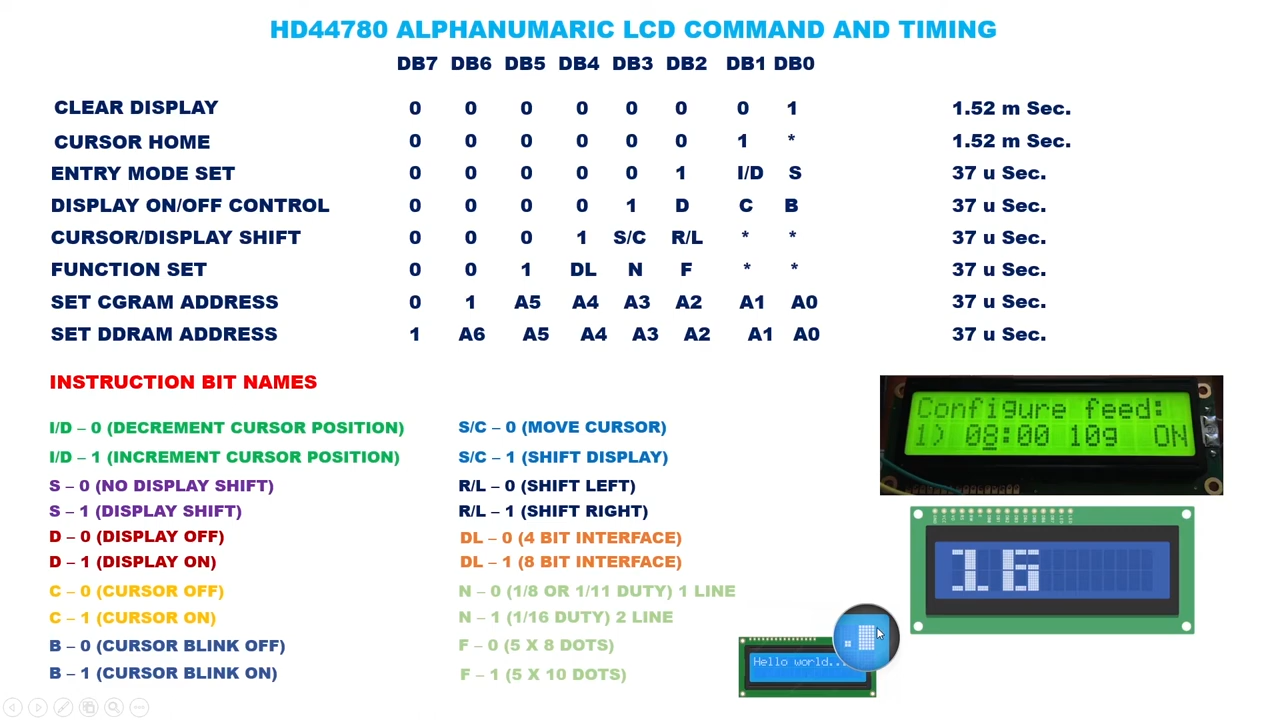 HD44780 ALPHANUMARIC LCD COMMAND AND TIMING
DB7 DB6 DB5 DB4 DB3 DB2 DB1 DB0
CLEAR DISPLAY 0 0 0 0 0 0 0 1 1.52 m Sec.
CURSOR HOME 0 0 0 0 0 0 1 * 1.52 m Sec.
ENTRY MODE SET 0 0 0 0 0 1 I/D S 37 u Sec.
DISPLAY ON/OFF CONTROL 0 0 0 0 1 D C B 37 u Sec.
CURSOR/DISPLAY SHIFT 0 0 0 1 S/C R/L * * 37 u Sec.
FUNCTION SET 0 0 1 DL N F * * 37 u Sec.
SET CGRAM ADDRESS 0 1 A5 A4 A3 A2 A1 A0 37 u Sec.
SET DDRAM ADDRESS 1 A6 A5 A4 A3 A2 A1 A0 37 u Sec.
INSTRUCTION BIT NAMES
I/D – 0 (DECREMENT CURSOR POSITION)
I/D – 1 (INCREMENT CURSOR POSITION)
S – 0 (NO DISPLAY SHIFT)
S – 1 (DISPLAY SHIFT)
D – 0 (DISPLAY OFF)
D – 1 (DISPLAY ON)
C – 0 (CURSOR OFF)
C – 1 (CURSOR ON)
B – 0 (CURSOR BLINK OFF)
B – 1 (CURSOR BLINK ON)
S/C – 0 (MOVE CURSOR)
S/C – 1 (SHIFT DISPLAY)
R/L – 0 (SHIFT LEFT)
R/L – 1 (SHIFT RIGHT)
DL – 0 (4 BIT INTERFACE)
DL – 1 (8 BIT INTERFACE)
N – 0 (1/8 OR 1/11 DUTY) 1 LINE
N – 1 (1/16 DUTY) 2 LINE
F – 0 (5 X 8 DOTS)
F – 1 (5 X 10 DOTS)
Configure feed:
1) 08:00 10g ON
16
Hello world..